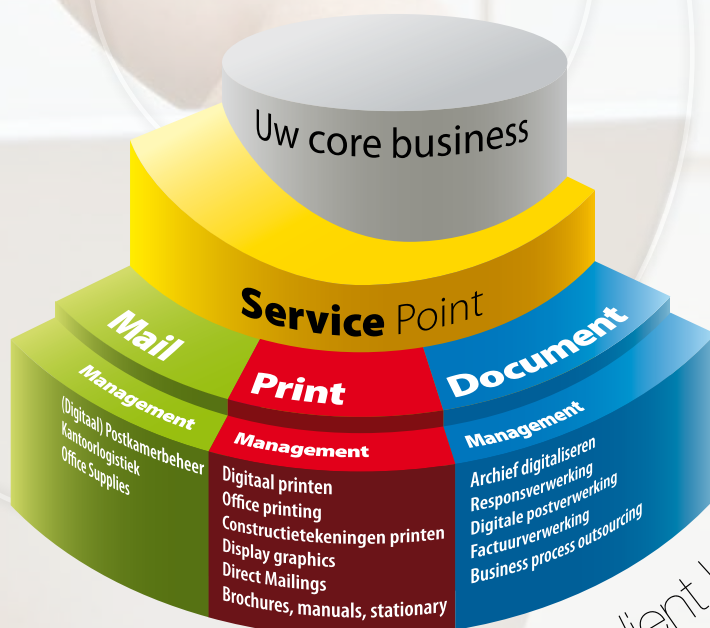 Uw core business
Service Point
Mail
Management
(Digitaal) Postkamerbeheer
Kantoorlogistiek
Office Supplies
Print
Management
Digitaal printen
Office printing
Constructietekeningen printen
Display graphics
Direct Mailings
Brochures, manuals, stationary
Document
Management
Archief digitaliseren
Responsverwerking
Digitale postverwerking
Factuurverwerking
Business process outsourcing